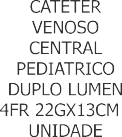 CATETER
VENOSO
CENTRAL
PEDIATRICO
DUPLO LUMEN
4FR 22GX13CM
UNIDADE